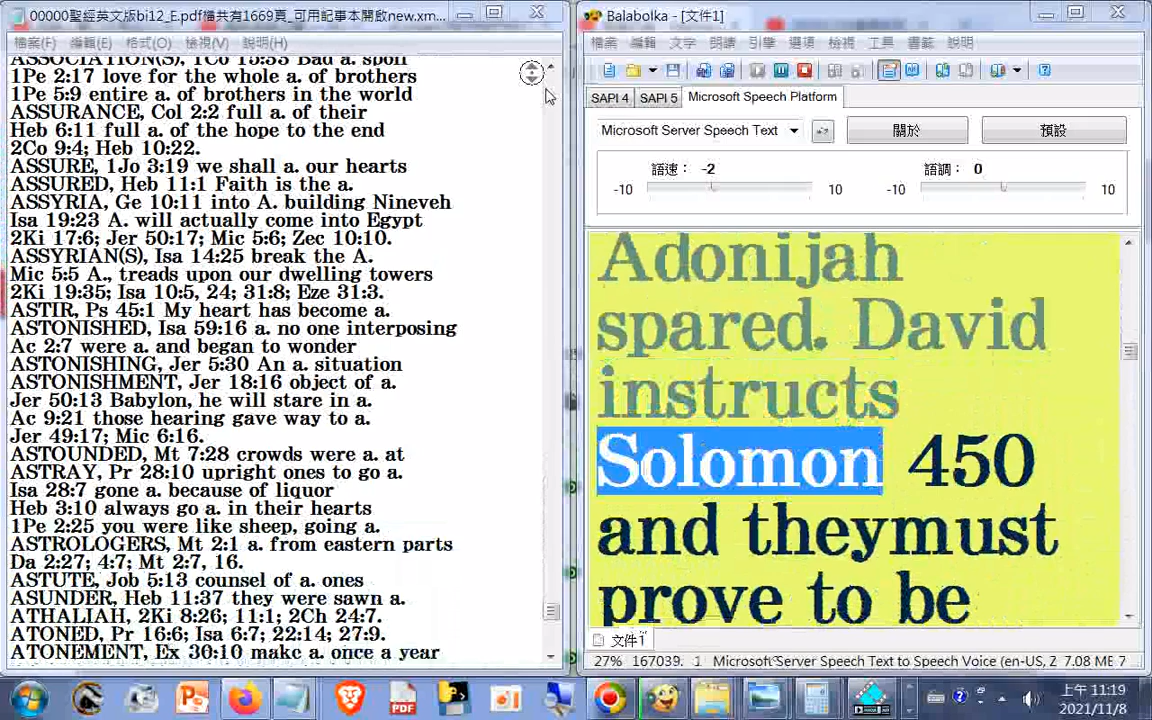 00000聖經英文版bi12_E.pdf檔共有1669頁_可用記事本開啟new.xm...
檔案(F) 編輯(E) 格式(O) 檢視(V) 說明(H)
ASSOCIATION(S), 1Co 15:33 Bad a. spoil
1Pe 2:17 love for the whole a. of brothers
1Pe 5:9 entire a. of brothers in the world
ASSURANCE, Col 2:2 full a. of their
Heb 6:11 full a. of the hope to the end
2Co 9:4; Heb 10:22.
ASSURE, 1Jo 3:19 we shall a. our hearts
ASSURED, Heb 11:1 Faith is the a.
ASSYRIA, Ge 10:11 into A. building Nineveh
Isa 19:23 A. will actually come into Egypt
2Ki 17:6; Jer 50:17; Mic 5:6; Zec 10:10.
ASSYRIAN(S), Isa 14:25 break the A.
Mic 5:5 A., treads upon our dwelling towers
2Ki 19:35; Isa 10:5, 24; 31:8; Eze 31:3.
ASTIR, Ps 45:1 My heart has become a.
ASTONISHED, Isa 59:16 a. no one interposing
Ac 2:7 were a. and began to wonder
ASTONISHING, Jer 5:30 An a. situation
ASTONISHMENT, Jer 18:16 object of a.
Jer 50:13 Babylon, he will stare in a.
Ac 9:21 those hearing gave way to a.
Jer 49:17; Mic 6:16.
ASTOUNDED, Mt 7:28 crowds were a. at
ASTRAY, Pr 28:10 upright ones to go a.
Isa 28:7 gone a. because of liquor
Heb 3:10 always go a. in their hearts
1Pe 2:25 you were like sheep, going a.
ASTROLOGERS, Mt 2:1 a. from eastern parts
Da 2:27; 4:7; Mt 2:7, 16.
ASTUTE, Job 5:13 counsel of a. ones
ASUNDER, Heb 11:37 they were sawn a.
ATHALIAH, 2Ki 8:26; 11:1; 2Ch 24:7.
ATONED, Pr 16:6; Isa 6:7; 22:14; 27:9.
ATONEMENT, Ex 30:10 make a. once a year
Balabolka - [文件1]
檔案 編輯 文字 朗讀 引擎 選項 檢視 工具 書籤 說明
SAPI 4 SAPI 5 Microsoft Speech Platform
Microsoft Server Speech Text 關於 預設
語速: -2 語調: 0
-10 10 -10 10
Adonijah
spared. David
instructs
Solomon 450
and theymust
prove to be
文件1
27% 167039. 1 Microsoft Server Speech Text to Speech Voice (en-US, 2 7.08 ME 7
PDF
上午 11:19
2021/11/8